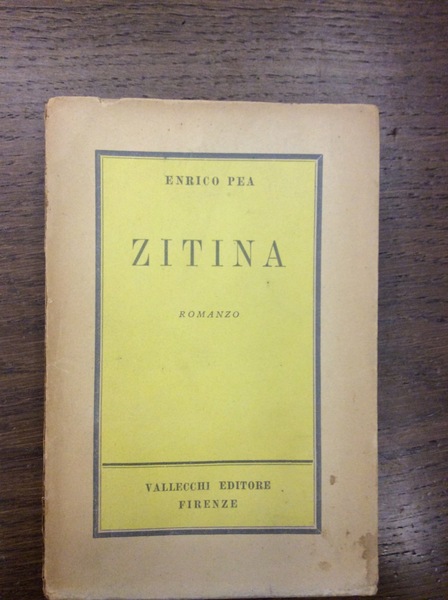 ENRICO PEA
ZITINA
ROMANZO
VALLECCHI EDITORE
FIRENZE